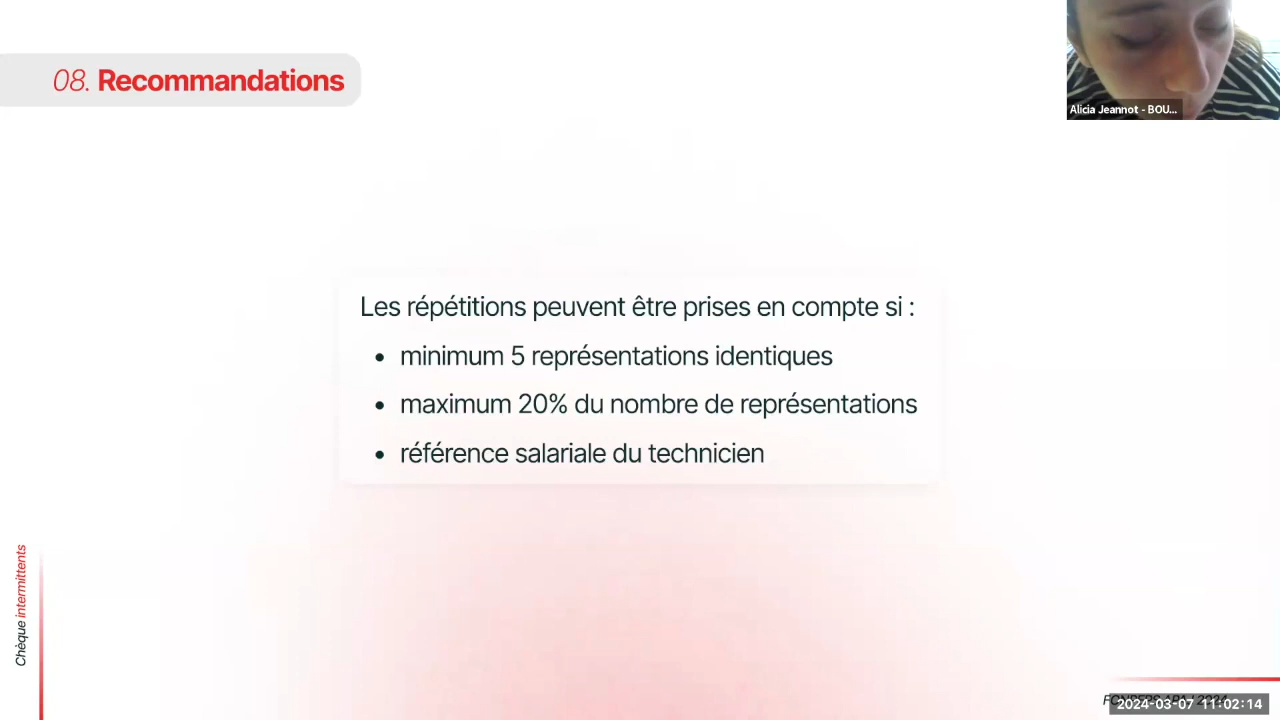 08. Recommandations
Alicia Jeannot - BOU...
Les répétitions peuvent être prises en compte si :
• minimum 5 représentations identiques
• maximum 20% du nombre de représentations
• référence salariale du technicien
Chèque intermittents
2024-03-07 11:02:14